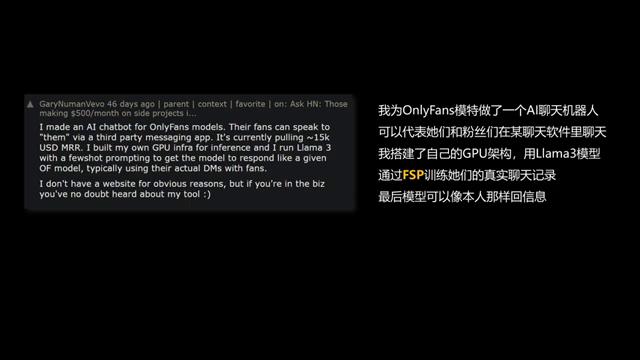 GaryNumanVevo 46 days ago | parent | context | favorite | on: Ask HN: Those
making $500/month on side projects i...
I made an AI chatbot for OnlyFans models. Their fans can speak to
"them" via a third party messaging app. It's currently pulling ~15k
USD MRR. I built my own GPU infra for inference and I run Llama 3
with a fewshot prompting to get the model to respond like a given
OF model, typically using their actual DMs with fans.
I don't have a website for obvious reasons, but if you're in the biz
you've no doubt heard about my tool :)
我为OnlyFans模特做了一个AI聊天机器人
可以代表她们和粉丝们在某聊天软件里聊天
我搭建了自己的GPU架构，用Llama3模型
通过FSP训练她们的真实聊天记录
最后模型可以像本人那样回信息